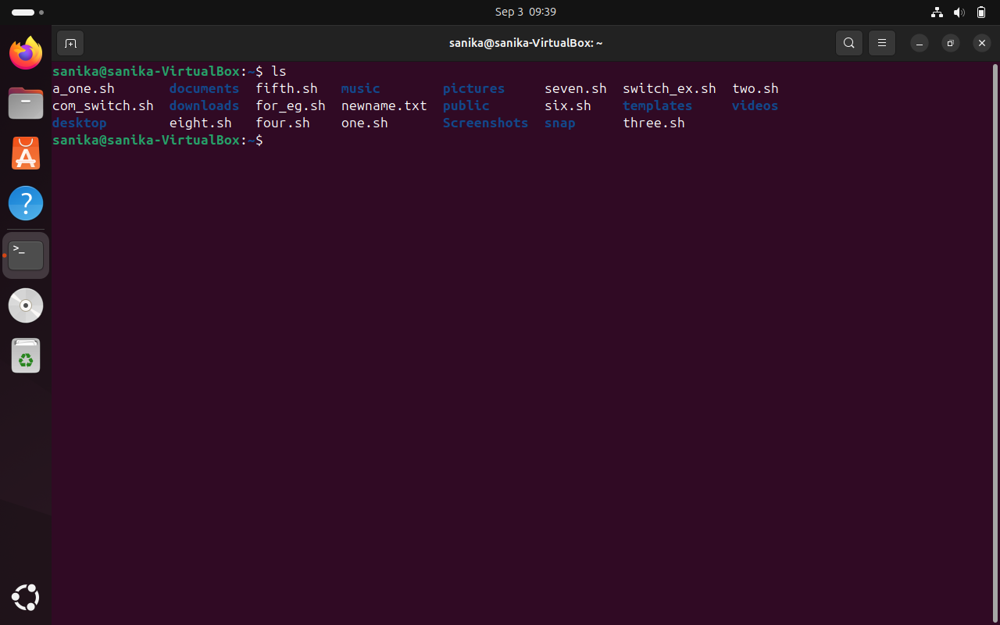 Sep 3 09:39
sanika@sanika-VirtualBox: ~
sanika@sanika-VirtualBox:~$ ls
a_one.sh documents fifth.sh music pictures seven.sh switch_ex.sh two.sh
com_switch.sh downloads for_eg.sh newname.txt public six.sh templates videos
desktop eight.sh four.sh one.sh Screenshots snap three.sh
sanika@sanika-VirtualBox:~$